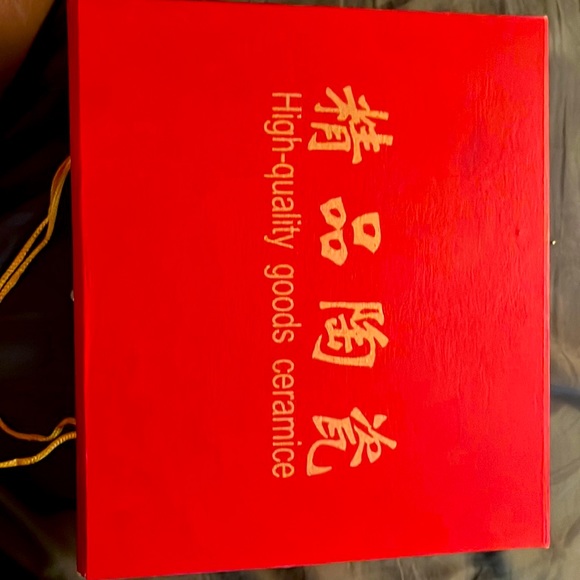 精品陶瓷
High-quality goods ceramice